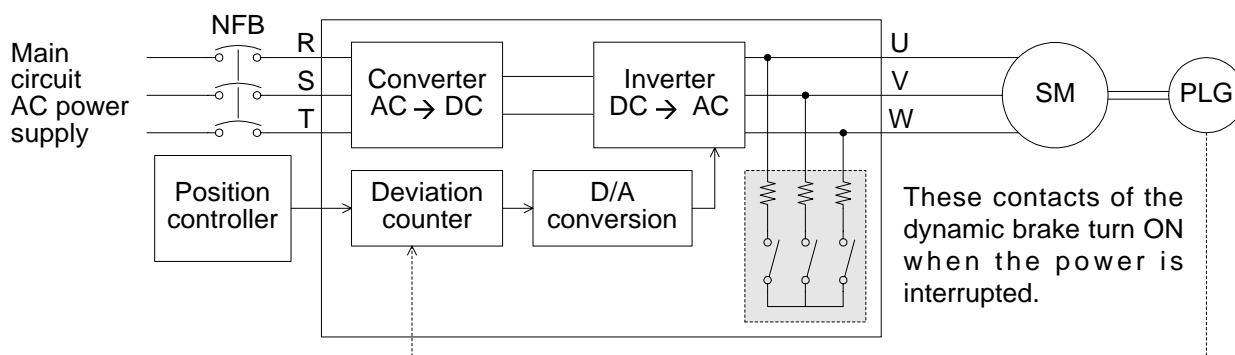 NFB
Main
circuit
AC power
supply
R
S
T
Converter
AC → DC
Inverter
DC → AC
U
V
W
SM
PLG
Position
controller
Deviation
counter
D/A
conversion
These contacts of the
dynamic brake turn ON
when the power is
interrupted.